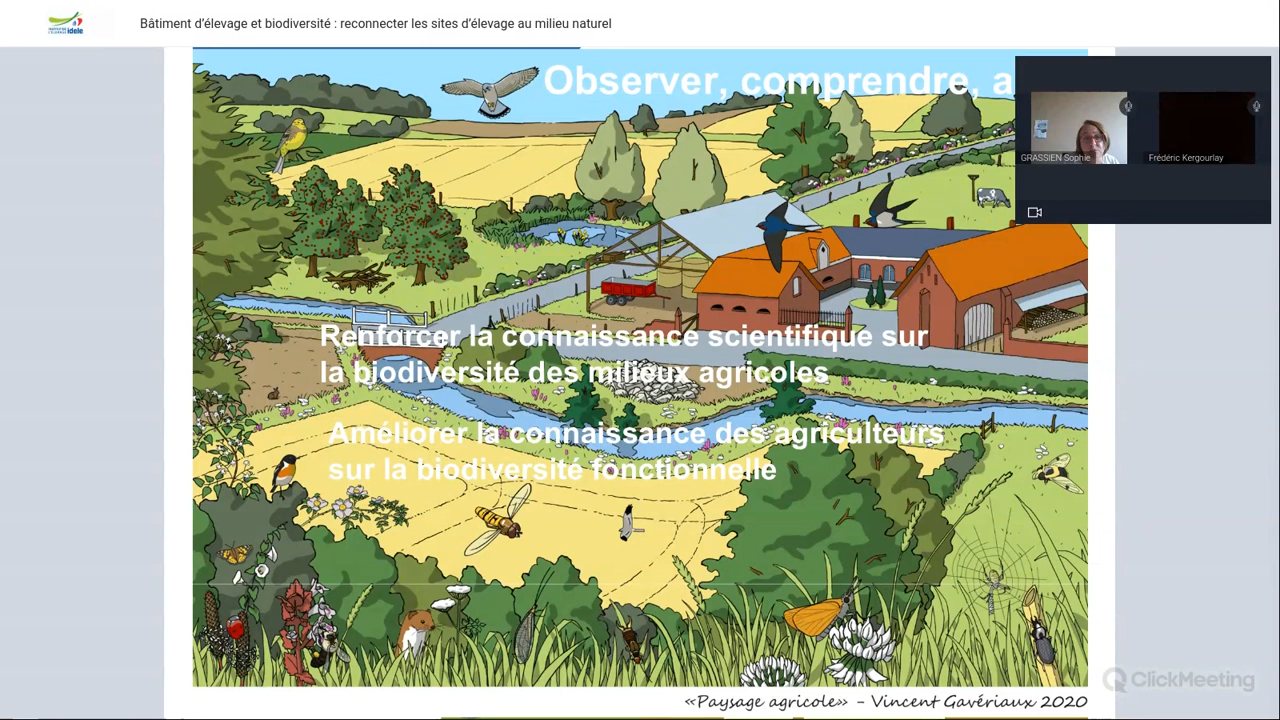 idele
Bâtiment d'élevage et biodiversité : reconnecter les sites d'élevage au milieu naturel
Observer, comprendre, a
GRASSIEN Sophie
Frédéric Kergourlay
Renforcer la connaissance scientifique sur
la biodiversité des milieux agricoles
Améliorer la connaissance des agriculteurs
sur la biodiversité fonctionnelle
ClickMeeting
«Paysage agricole» - Vincent Gavériaux 2020